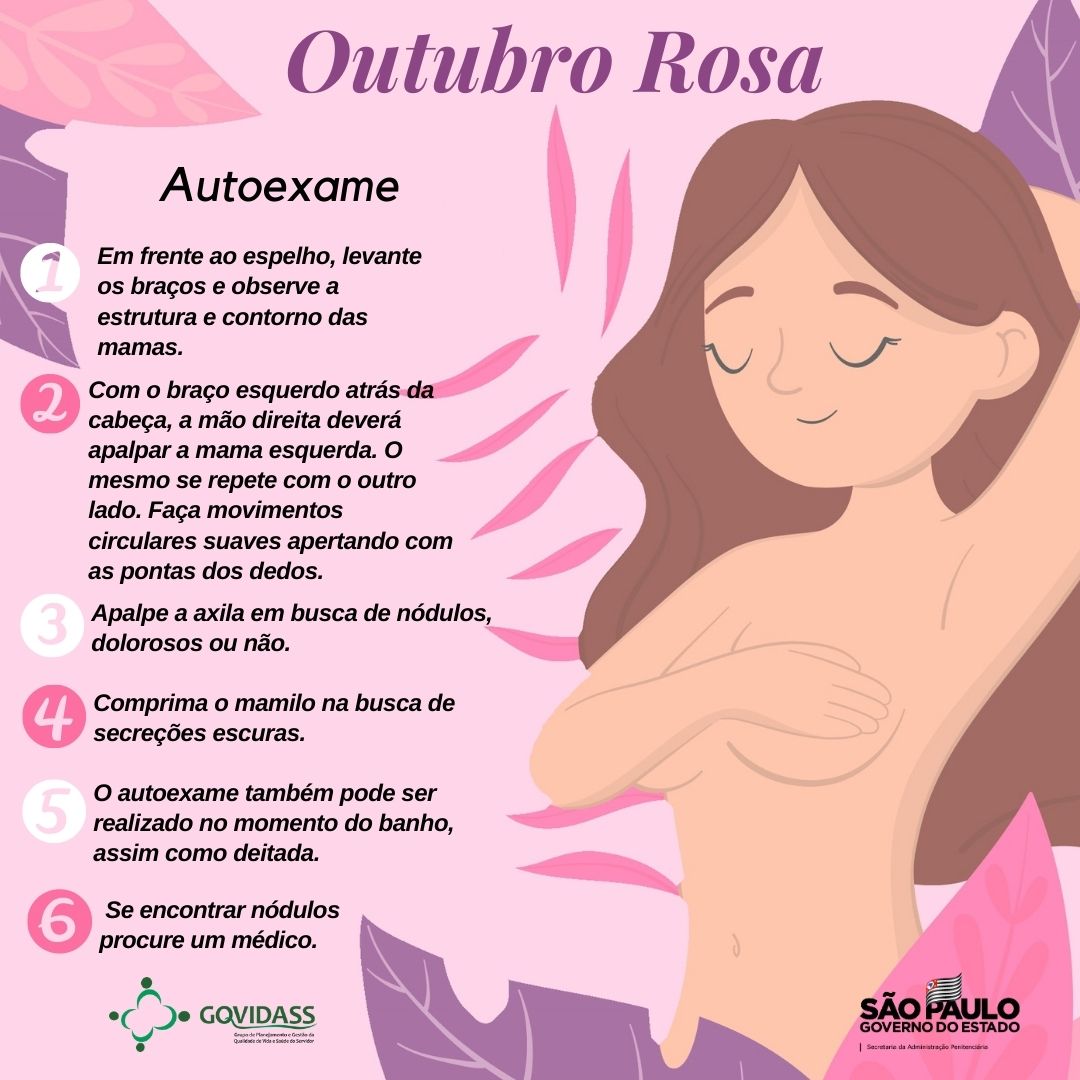 Outubro Rosa
Autoexame
1
Em frente ao espelho, levante
os braços e observe a
estrutura e contorno das
mamas.
2
Com o braço esquerdo atrás da
cabeça, a mão direita deverá
apalpar a mama esquerda. O
mesmo se repete com o outro
lado. Faça movimentos
circulares suaves apertando com
as pontas dos dedos.
3
Apalpe a axila em busca de nódulos,
dolorosos ou não.
4
Comprima o mamilo na busca de
secreções escuras.
5
O autoexame também pode ser
realizado no momento do banho,
assim como deitada.
6
Se encontrar nódulos
procure um médico.
GQVIDASS
Grupo de Planejamento e Gestão da
Qualidade de Vida e Saúde do Servidor
SÃO PAULO
GOVERNO DO ESTADO
Secretaria da Administração Penitenciária